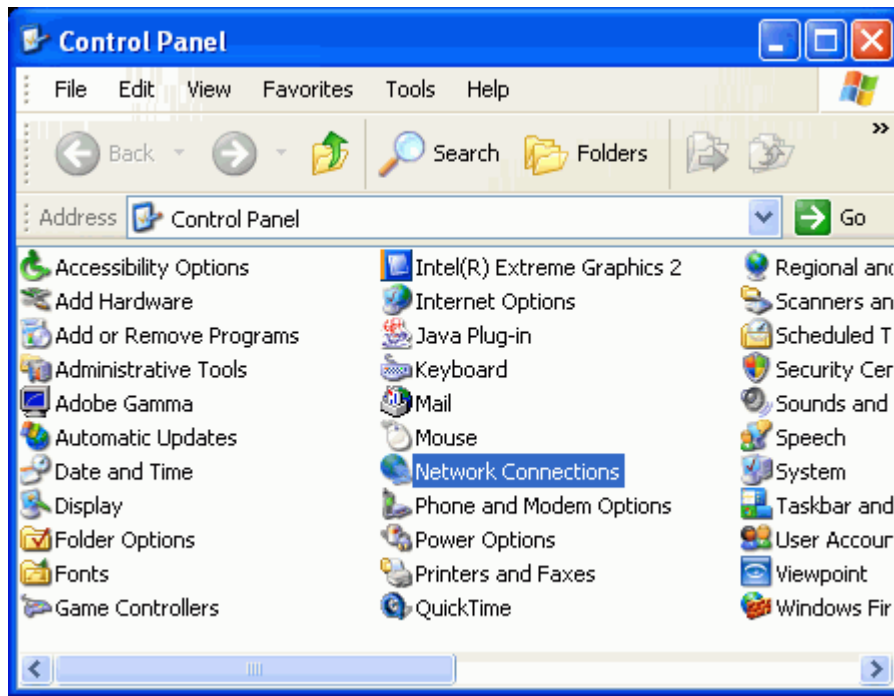 Control Panel
File Edit View Favorites Tools Help
Back Search Folders »
Address Control Panel Go
Accessibility Options Intel(R) Extreme Graphics 2 Regional and
Add Hardware Internet Options Scanners an
Add or Remove Programs Java Plug-in Scheduled T
Administrative Tools Keyboard Security Cer
Adobe Gamma Mail Sounds and
Automatic Updates Mouse Speech
Date and Time Network Connections System
Display Phone and Modem Options Taskbar and
Folder Options Power Options User Accour
Fonts Printers and Faxes Viewpoint
Game Controllers QuickTime Windows Fir